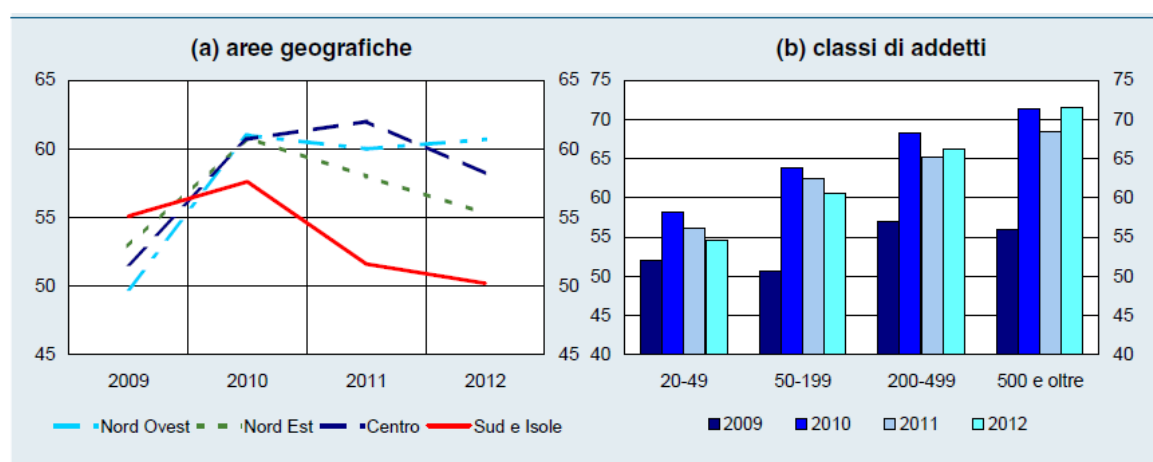 (a) aree geografiche
65 65
60 60
55 55
50 50
45 45
2009 2010 2011 2012
Nord Ovest Nord Est Centro Sud e Isole
(b) classi di addetti
75 75
70 70
65 65
60 60
55 55
50 50
45 45
40 40
20-49 50-199 200-499 500 e oltre
2009 2010 2011 2012